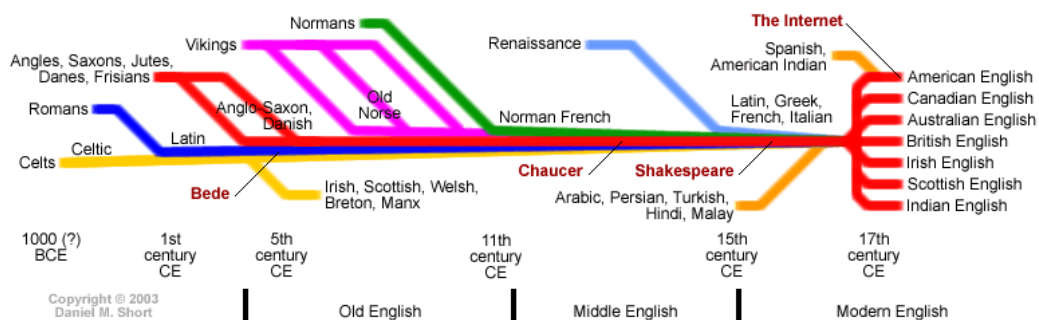 The Internet
Normans
Vikings
Renaissance
Spanish,
American Indian
Angles, Saxons, Jutes,
Danes, Frisians
American English
Romans
Anglo-Saxon,
Danish
Old
Norse
Norman French
Latin, Greek,
French, Italian
Canadian English
Australian English
Latin
British English
Celts
Celtic
Chaucer
Shakespeare
Irish English
Bede
Irish, Scottish, Welsh,
Breton, Manx
Arabic, Persian, Turkish,
Hindi, Malay
Scottish English
Indian English
1000 (?)
BCE
1st
century
CE
5th
century
CE
11th
century
CE
15th
century
CE
17th
century
CE
Copyright © 2003
Daniel M. Short
Old English
Middle English
Modern English